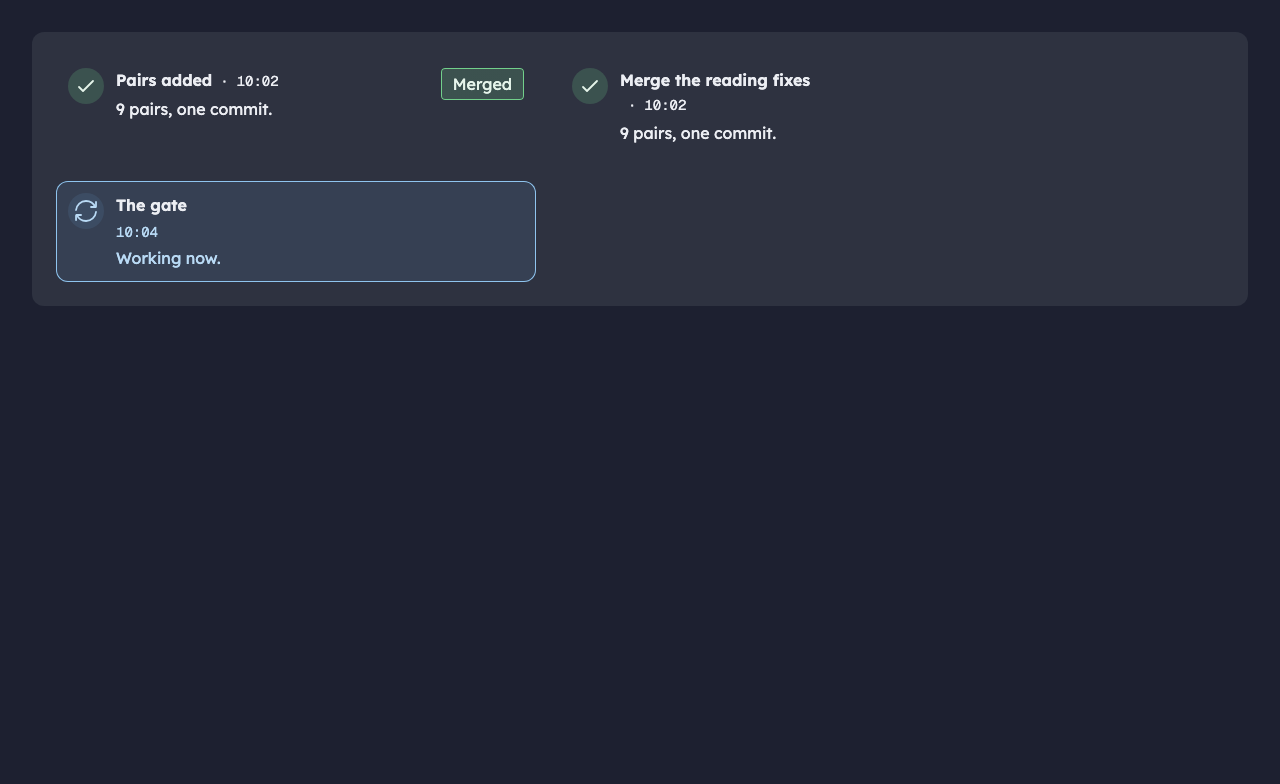 Pairs added · 10:02
Merged
9 pairs, one commit.
Merge the reading fixes
· 10:02
9 pairs, one commit.
The gate
10:04
Working now.